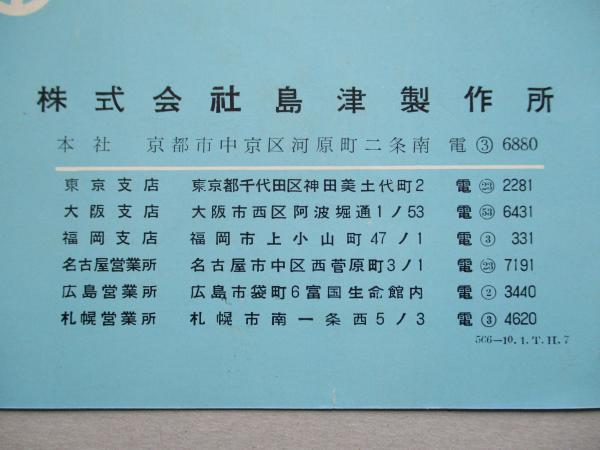 株式会社島津製作所
本社 京都市中京区河原町二条南 電③6880
東京支店 東京都千代田区神田美土代町2 電㉓2281
大阪支店 大阪市西区阿波堀通1ノ53 電(53)6431
福岡支店 福岡市上小山町47ノ1 電③331
名古屋営業所 名古屋市中区西菅原町3ノ1 電㉓7191
広島営業所 広島市袋町6富国生命館内 電②3440
札幌営業所 札幌市南一条西5ノ3 電③4620
506—10. 1. T. H. 7